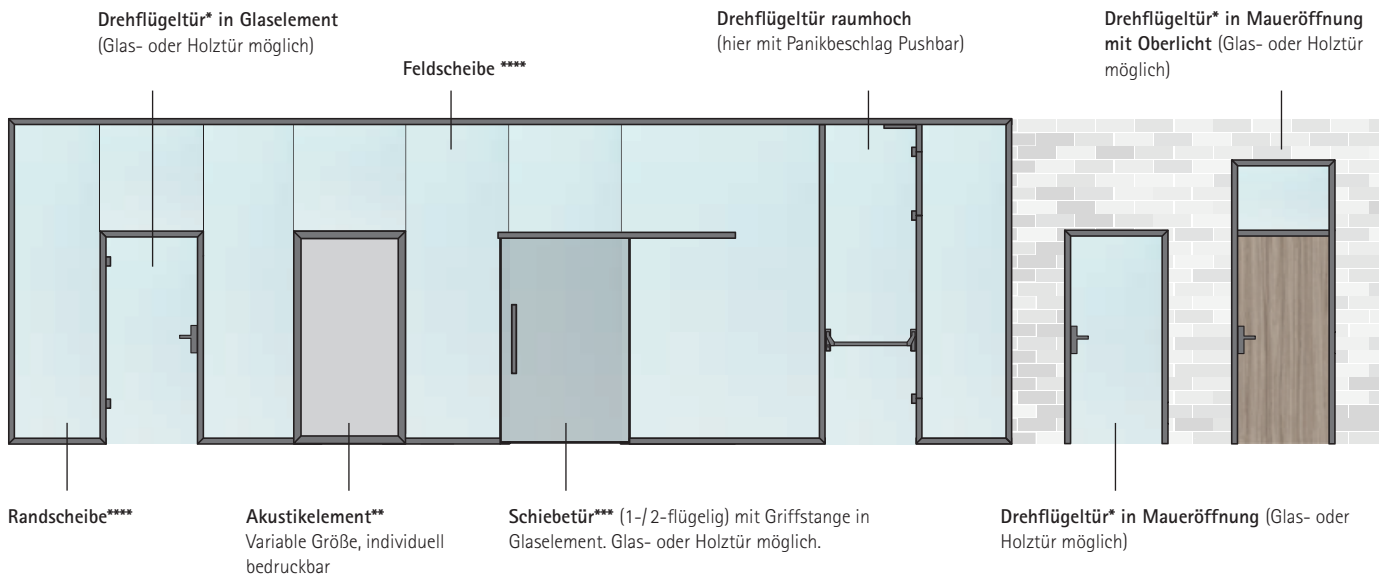 Drehflügeltür* in Glaselement
(Glas- oder Holztür möglich)
Feldscheibe ****
Drehflügeltür raumhoch
(hier mit Panikbeschlag Pushbar)
Drehflügeltür* in Maueröffnung
mit Oberlicht (Glas- oder Holztür
möglich)
Randscheibe****
Akustikelement**
Variable Größe, individuell
bedruckbar
Schiebetür*** (1-/2-flügelig) mit Griffstange in
Glaselement. Glas- oder Holztür möglich.
Drehflügeltür* in Maueröffnung (Glas- oder
Holztür möglich)